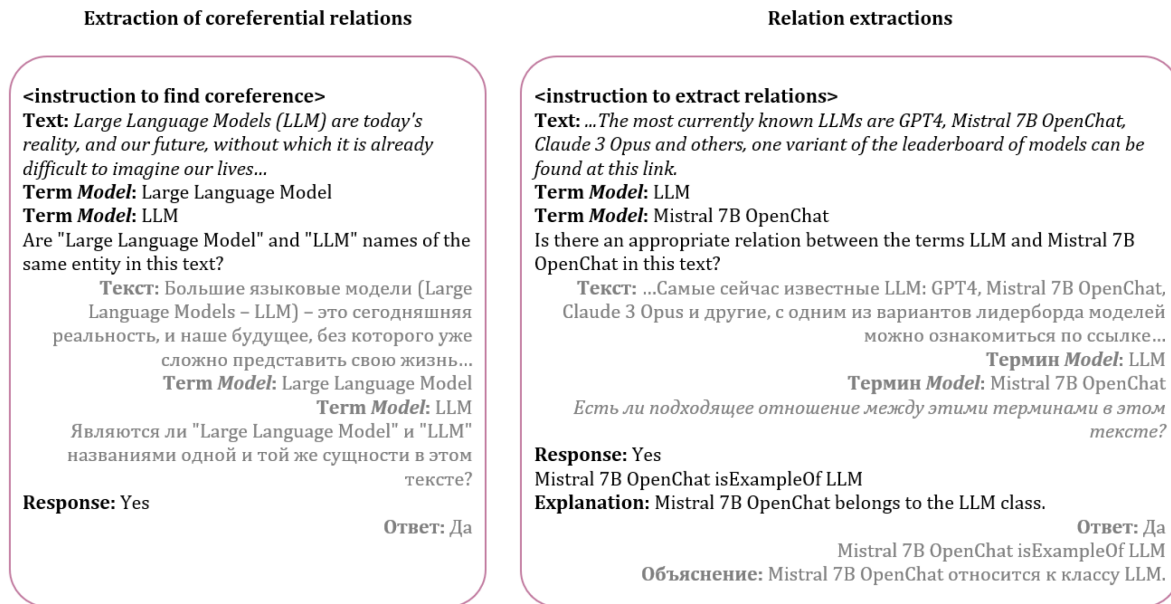 Extraction of coreferential relations
<instruction to find coreference>
Text: Large Language Models (LLM) are today's
reality, and our future, without which it is already
difficult to imagine our lives...
Term Model: Large Language Model
Term Model: LLM
Are "Large Language Model" and "LLM" names of the
same entity in this text?
Текст: Большие языковые модели (Large
Language Models – LLM) – это сегодняшняя
реальность, и наше будущее, без которого уже
сложно представить свою жизнь...
Term Model: Large Language Model
Term Model: LLM
Являются ли "Large Language Model" и "LLM"
названиями одной и той же сущности в этом
тексте?
Response: Yes
Ответ: Да
Relation extractions
<instruction to extract relations>
Text: ...The most currently known LLMs are GPT4, Mistral 7B OpenChat,
Claude 3 Opus and others, one variant of the leaderboard of models can be
found at this link.
Term Model: LLM
Term Model: Mistral 7B OpenChat
Is there an appropriate relation between the terms LLM and Mistral 7B
OpenChat in this text?
Текст: ...Самые сейчас известные LLM: GPT4, Mistral 7B OpenChat,
Claude 3 Opus и другие, с одним из вариантов лидерборда моделей
можно ознакомиться по ссылке...
Термин Model: LLM
Термин Model: Mistral 7B OpenChat
Есть ли подходящее отношение между этими терминами в этом
тексте?
Response: Yes
Mistral 7B OpenChat isExampleOf LLM
Explanation: Mistral 7B OpenChat belongs to the LLM class.
Ответ: Да
Mistral 7B OpenChat isExampleOf LLM
Объяснение: Mistral 7B OpenChat относится к классу LLM.